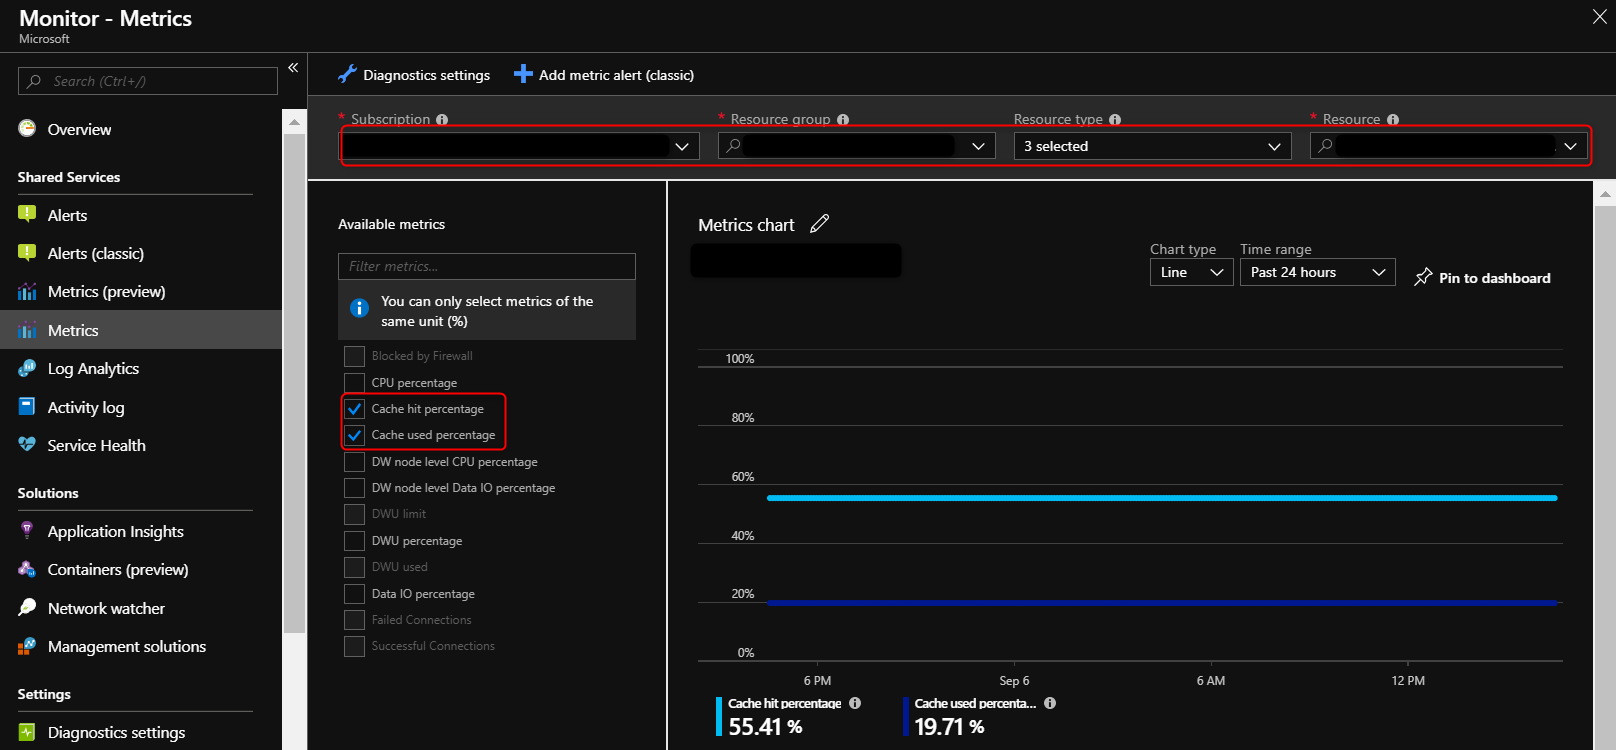 Monitor - Metrics
Microsoft
Search (Ctrl+/)
Overview
Shared Services
Alerts
Alerts (classic)
Metrics (preview)
Metrics
Log Analytics
Activity log
Service Health
Solutions
Application Insights
Containers (preview)
Network watcher
Management solutions
Settings
Diagnostics settings
Diagnostics settings
Add metric alert (classic)
* Subscription
* Resource group
Resource type
* Resource
3 selected
Available metrics
Filter metrics...
You can only select metrics of the
same unit (%)
Blocked by Firewall
CPU percentage
Cache hit percentage
Cache used percentage
DW node level CPU percentage
DW node level Data IO percentage
DWU limit
DWU percentage
DWU used
Data IO percentage
Failed Connections
Successful Connections
Metrics chart
Chart type
Time range
Line
Past 24 hours
Pin to dashboard
100%
80%
60%
40%
20%
0%
6 PM
Sep 6
6 AM
12 PM
Cache hit percentage
55.41 %
Cache used percenta...
19.71 %